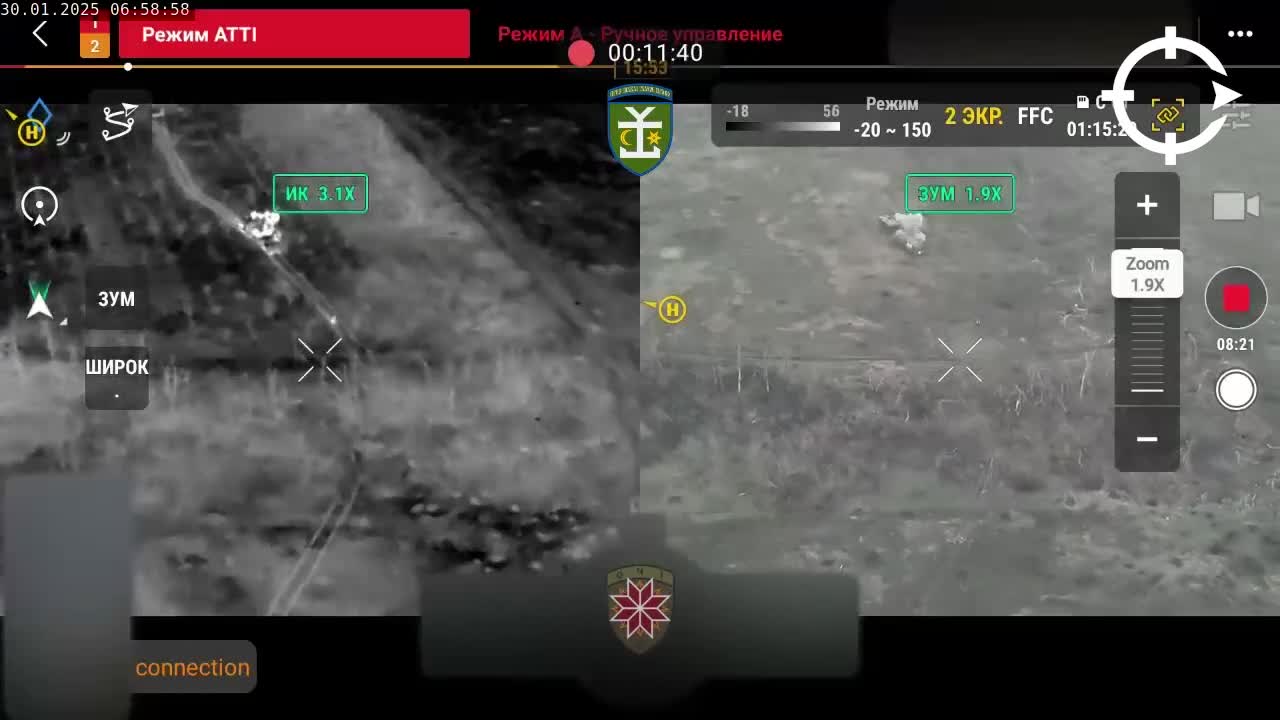 30.01.2025 06:58:58
1
2
Режим ATTI
Режим A - Ручное управление
00:11:40
15:53
-18 56
Режим
-20 ~ 150
2 ЭКР.
FFC
01:15:2
ИК 3.1X
ЗУМ 1.9X
H
ЗУМ
ШИРОК
H
Zoom
1.9X
08:21
connection